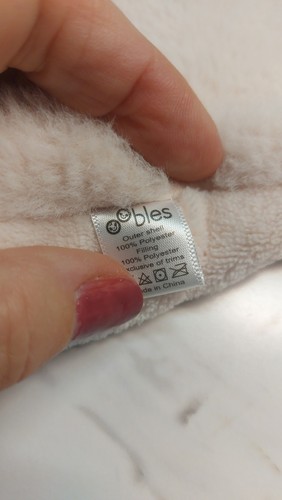 bles
Outer shell
100% Polyester
Filling
100% Polyester
xclusive of trims
de in China